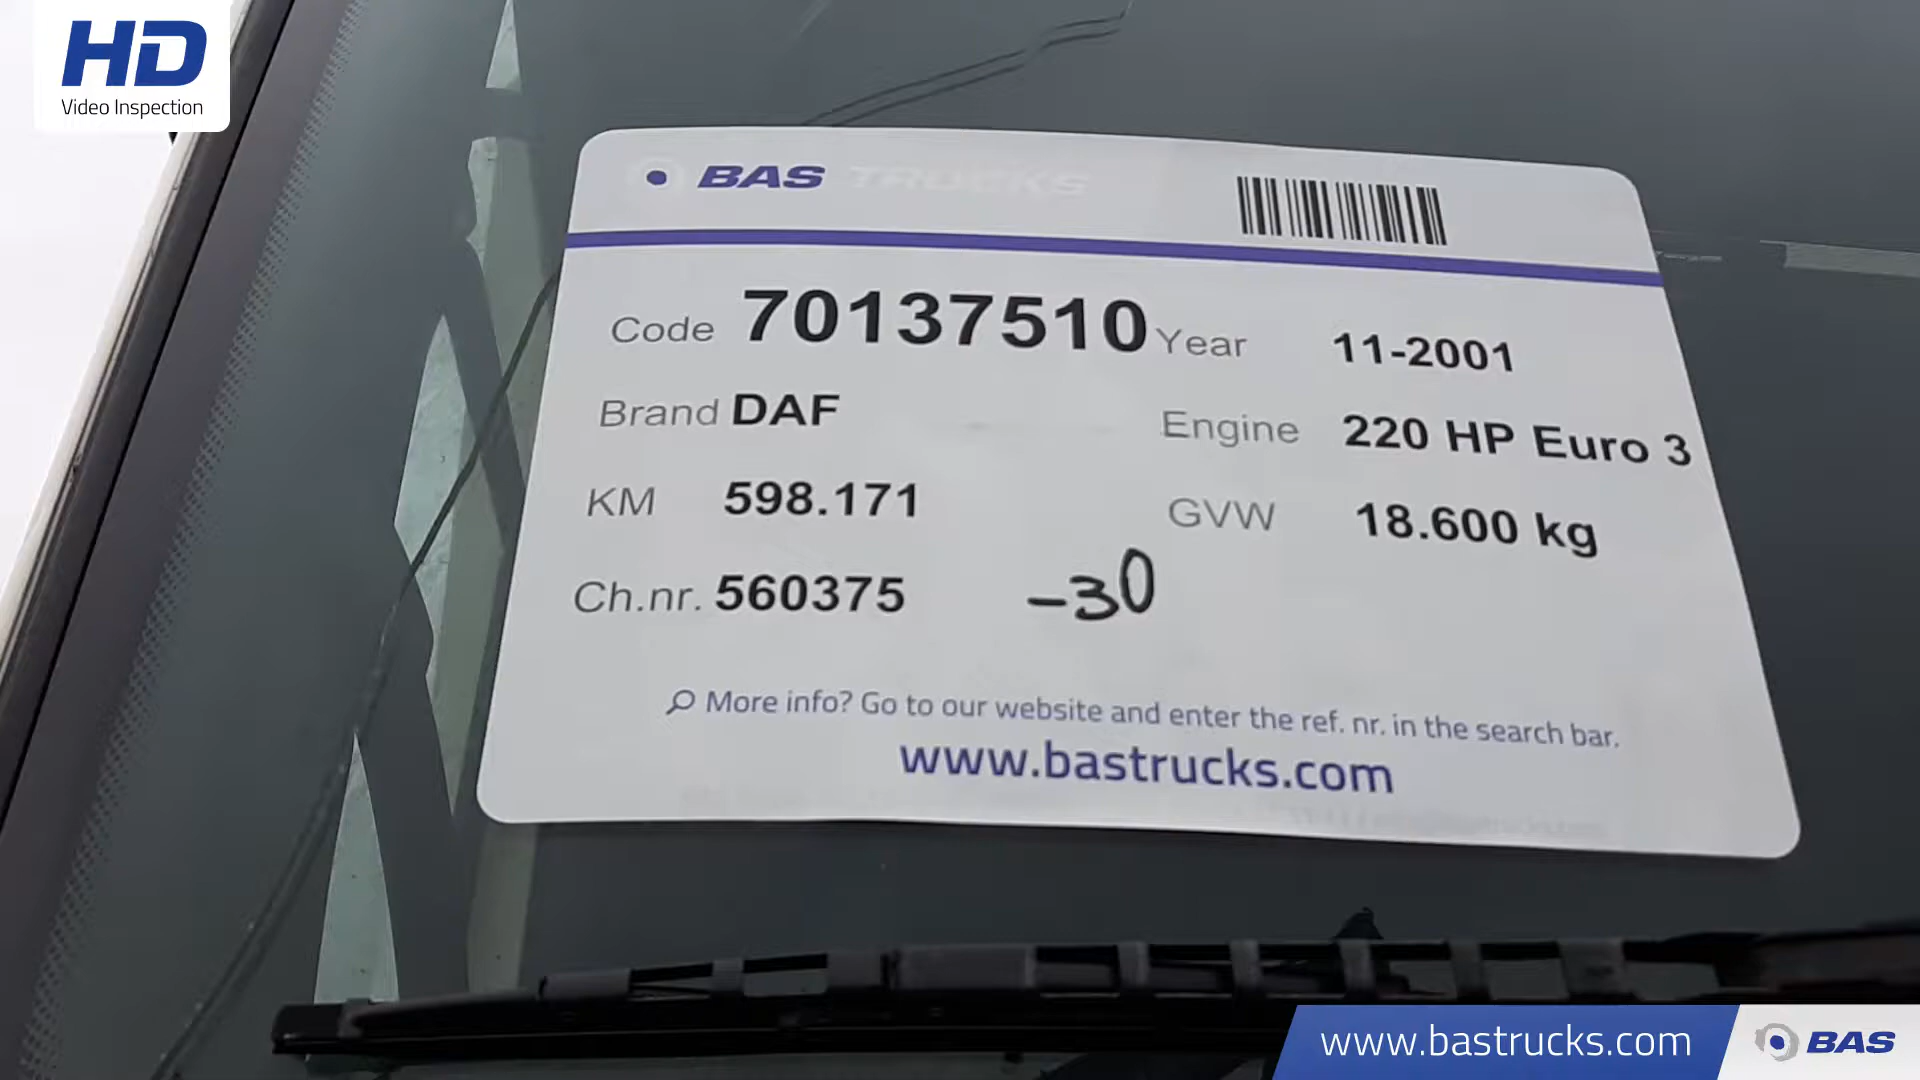 HD
Video Inspection
BAS TRUCKS
Code 70137510 Year 11-2001
Brand DAF Engine 220 HP Euro 3
KM 598.171 GVW 18.600 kg
Ch.nr. 560375 -30
More info? Go to our website and enter the ref. nr. in the search bar.
www.bastrucks.com
www.bastrucks.com BAS